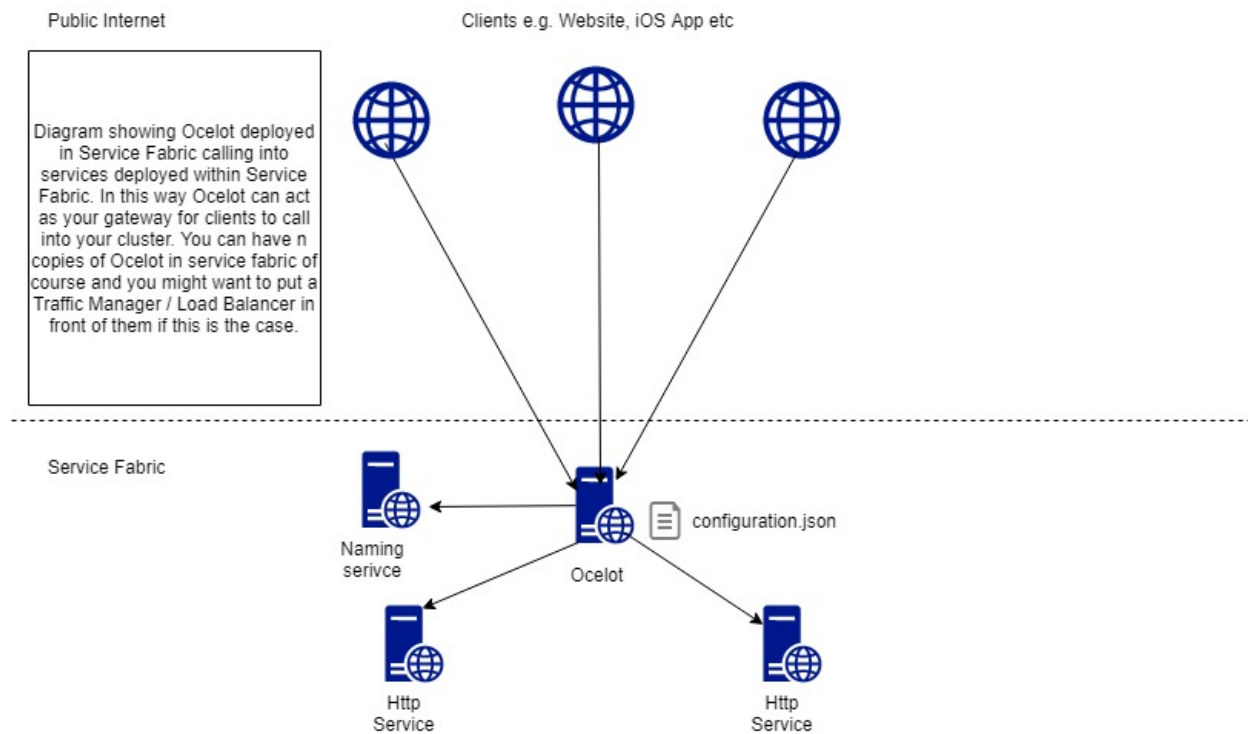 Public Internet
Clients e.g. Website, iOS App etc
Diagram showing Ocelot deployed
in Service Fabric calling into
services deployed within Service
Fabric. In this way Ocelot can act
as your gateway for clients to call
into your cluster. You can have n
copies of Ocelot in service fabric of
course and you might want to put a
Traffic Manager / Load Balancer in
front of them if this is the case.
Service Fabric
configuration.json
Naming
serivce
Ocelot
Http
Service
Http
Service